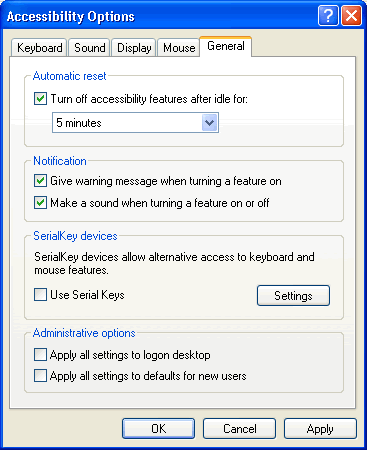 Accessibility Options
Keyboard Sound Display Mouse General
Automatic reset
Turn off accessibility features after idle for:
5 minutes
Notification
Give warning message when turning a feature on
Make a sound when turning a feature on or off
SerialKey devices
SerialKey devices allow alternative access to keyboard and
mouse features.
Use Serial Keys
Settings
Administrative options
Apply all settings to logon desktop
Apply all settings to defaults for new users
OK Cancel Apply